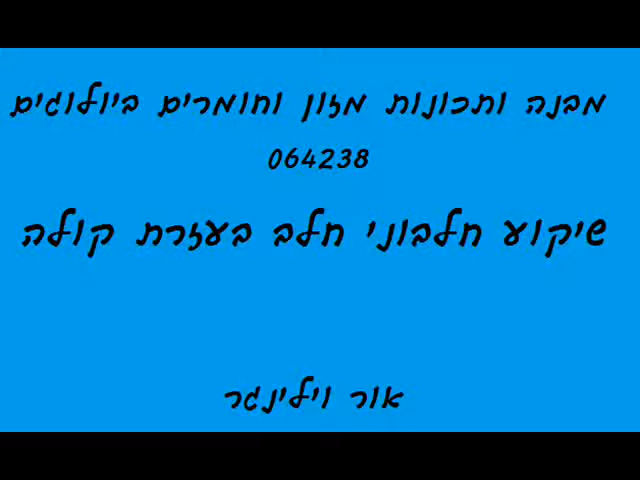 מבנה ותכונות מזון וחומרים ביולוגים
064238
שיקוע חלבוני חלב בעזרת קולה
אור וילינגר